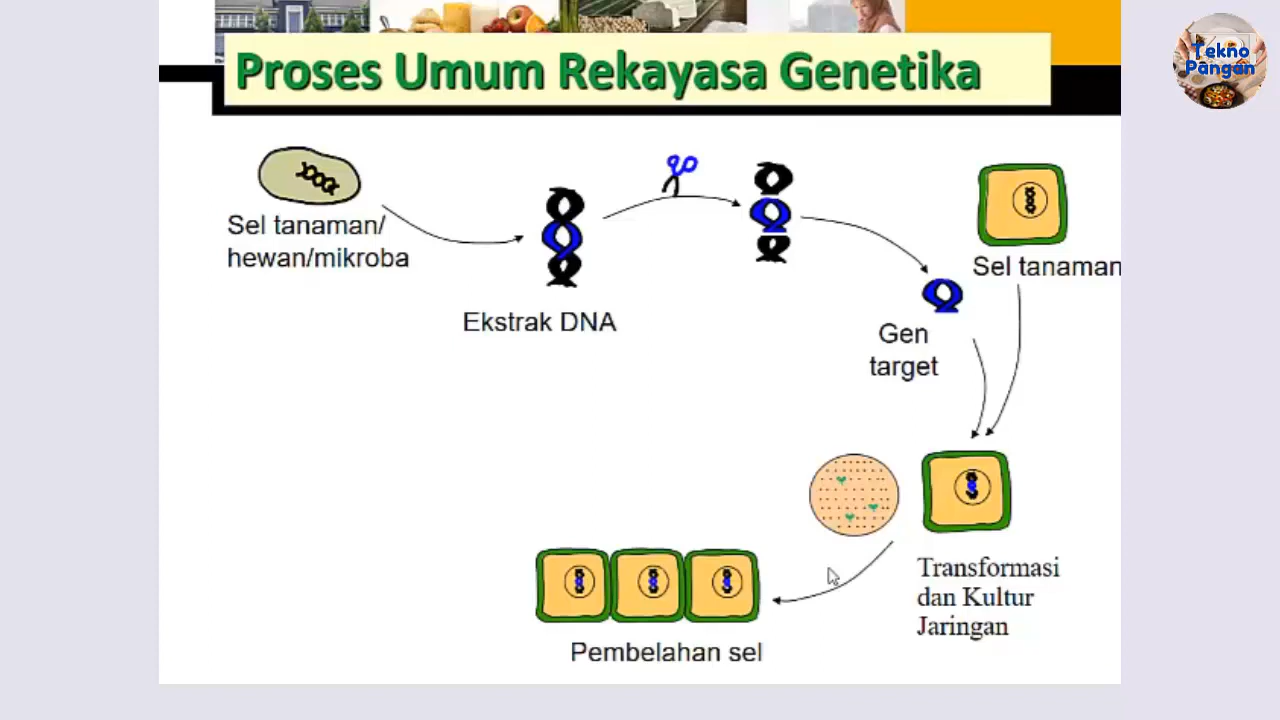 Proses Umum Rekayasa Genetika
Tekno
Pangan
Sel tanaman/
hewan/mikroba
Ekstrak DNA
Gen
target
Sel tanaman
Transformasi
dan Kultur
Jaringan
Pembelahan sel